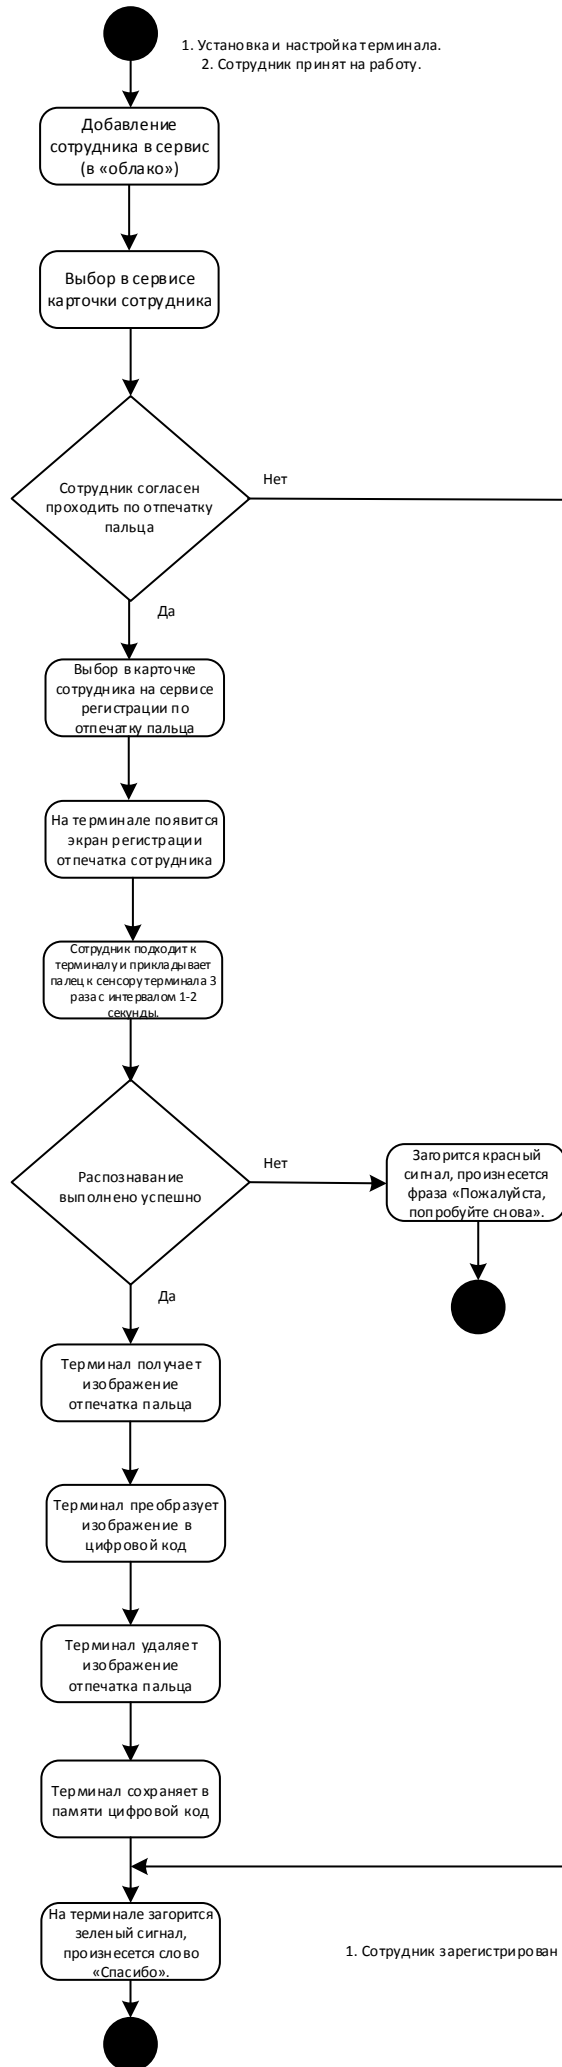 1. Установка и настройка терминала.
2. Сотрудник принят на работу.
Добавление
сотрудника в сервис
(в «облако»)
Выбор в сервисе
карточки сотрудника
Сотрудник согласен
проходить по отпечатку
пальца
Нет
Да
Выбор в карточке
сотрудника на сервисе
регистрации по
отпечатку пальца
На терминале появится
экран регистрации
отпечатка сотрудника
Сотрудник подходит к
терминалу и прикладывает
палец к сенсору терминала 3
раза с интервалом 1-2
секунды.
Распознавание
выполнено успешно
Нет
Загорится красный
сигнал, произнесется
фраза «Пожалуйста,
попробуйте снова».
Да
Терминал получает
изображение
отпечатка пальца
Терминал преобразует
изображение в
цифровой код
Терминал удаляет
изображение
отпечатка пальца
Терминал сохраняет в
памяти цифровой код
На терминале загорится
зеленый сигнал,
произнесется слово
«Спасибо».
1. Сотрудник зарегистрирован